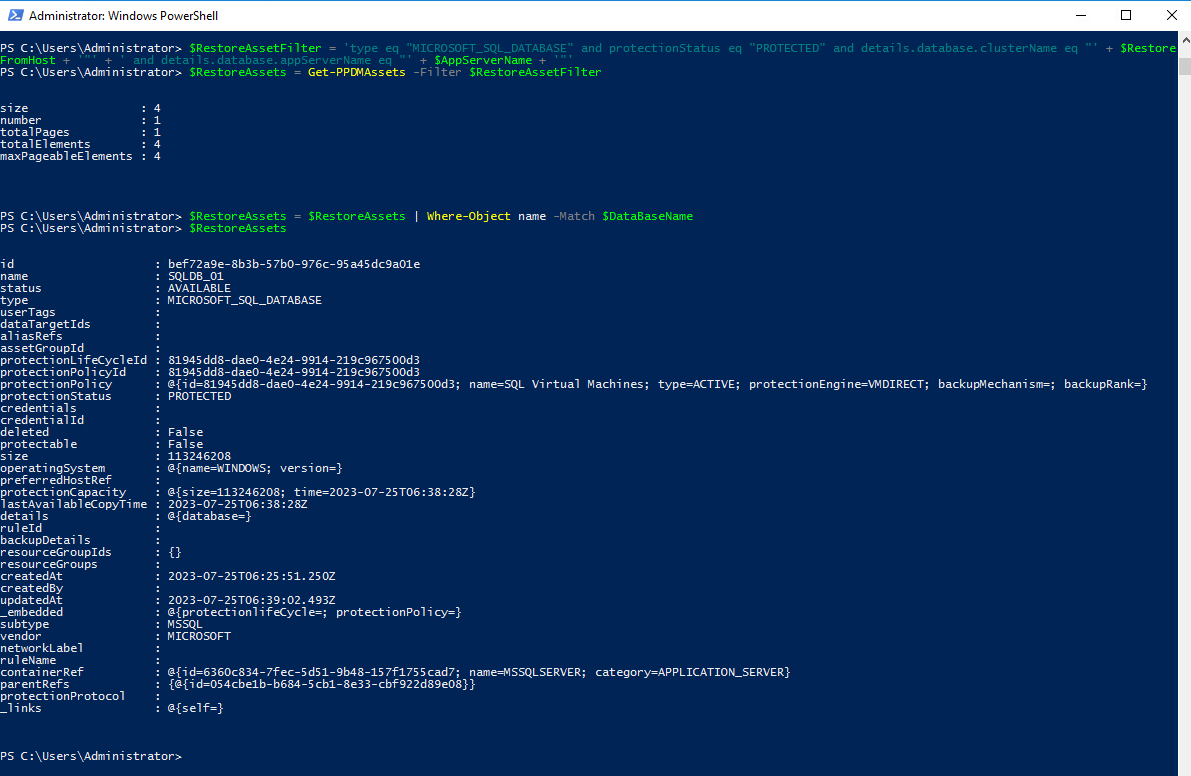 Administrator: Windows PowerShell
PS C:\Users\Administrator> $RestoreAssetFilter = 'type eq "MICROSOFT_SQL_DATABASE" and protectionStatus eq "PROTECTED" and details.database.clusterName eq "' + $Restore
FromHost + '"' + ' and details.database.appServerName eq "' + $AppServerName + '"'
PS C:\Users\Administrator> $RestoreAssets = Get-PPDMAssets -Filter $RestoreAssetFilter
size : 4
number : 1
totalPages : 1
totalElements : 4
maxPageableElements : 4
PS C:\Users\Administrator> $RestoreAssets = $RestoreAssets | Where-Object name -Match $DataBaseName
PS C:\Users\Administrator> $RestoreAssets
id : bef72a9e-8b3b-57b0-976c-95a45dc9a01e
name : SQLDB_01
status : AVAILABLE
type : MICROSOFT_SQL_DATABASE
userTags :
dataTargetIds :
aliasRefs :
assetGroupId :
protectionLifeCycleId : 81945dd8-dae0-4e24-9914-219c967500d3
protectionPolicyId : 81945dd8-dae0-4e24-9914-219c967500d3
protectionPolicy : @{id=81945dd8-dae0-4e24-9914-219c967500d3; name=SQL Virtual Machines; type=ACTIVE; protectionEngine=VMDIRECT; backupMechanism=; backupRank=}
protectionStatus : PROTECTED
credentials :
credentialId :
deleted : False
protectable : False
size : 113246208
operatingSystem : @{name=WINDOWS; version=}
preferredHostRef :
protectionCapacity : @{size=113246208; time=2023-07-25T06:38:28Z}
lastAvailableCopyTime : 2023-07-25T06:38:28Z
details : @{database=}
ruleId :
backupDetails :
resourceGroupIds : {}
resourceGroups :
createdAt : 2023-07-25T06:25:51.250Z
createdBy :
updatedAt : 2023-07-25T06:39:02.493Z
_embedded : @{protectionlifeCycle=; protectionPolicy=}
subtype : MSSQL
vendor : MICROSOFT
networkLabel :
ruleName :
containerRef : @{id=6360c834-7fec-5d51-9b48-157f1755cad7; name=MSSQLSERVER; category=APPLICATION_SERVER}
parentRefs : {@{id=054cbe1b-b684-5cb1-8e33-cbf922d89e08}}
protectionProtocol :
_links : @{self=}
PS C:\Users\Administrator>